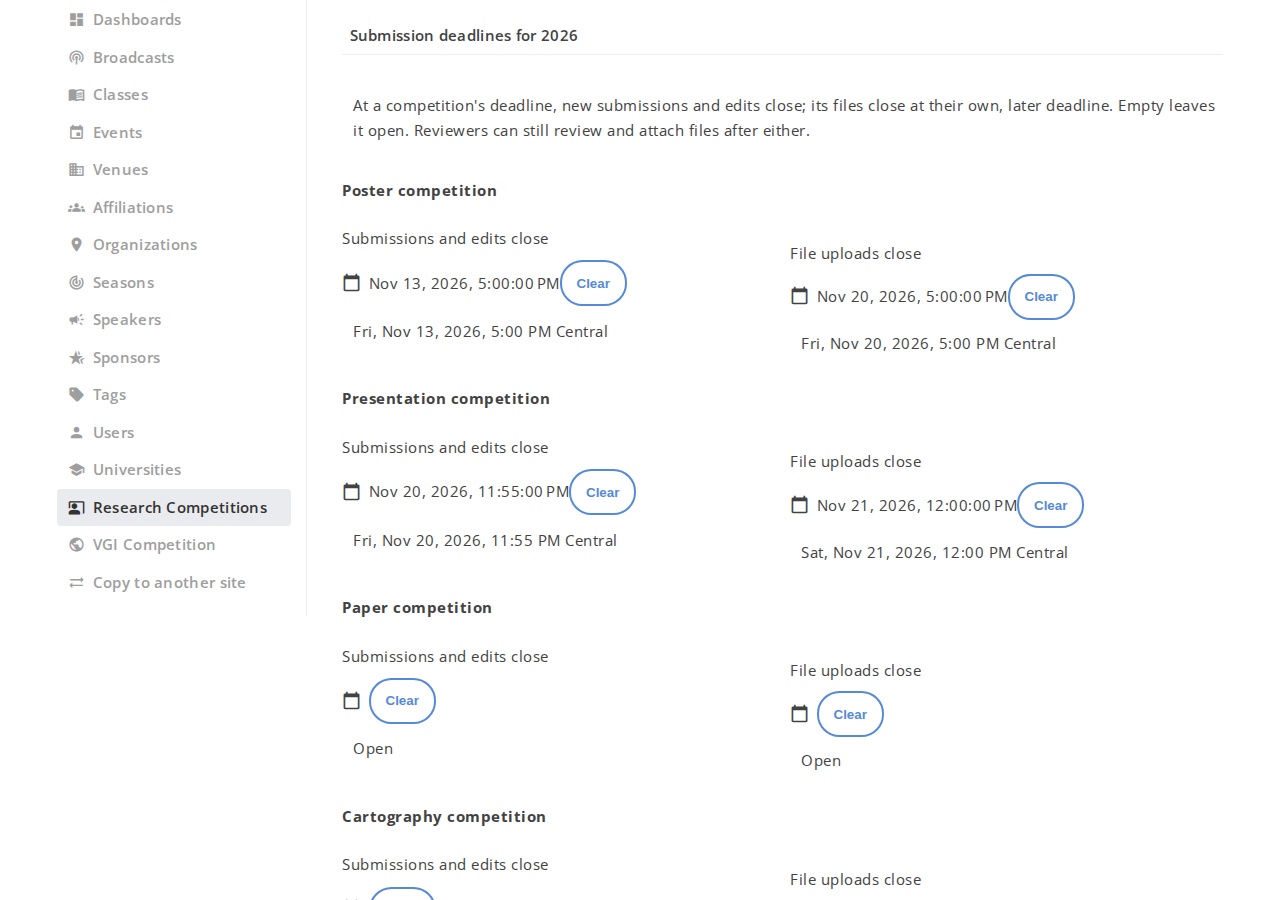 Dashboards
Broadcasts
Classes
Events
Venues
Affiliations
Organizations
Seasons
Speakers
Sponsors
Tags
Users
Universities
Research Competitions
VGI Competition
Copy to another site
Submission deadlines for 2026
At a competition's deadline, new submissions and edits close; its files close at their own, later deadline. Empty leaves
it open. Reviewers can still review and attach files after either.
Poster competition
Submissions and edits close
Nov 13, 2026, 5:00:00 PM Clear
Fri, Nov 13, 2026, 5:00 PM Central
File uploads close
Nov 20, 2026, 5:00:00 PM Clear
Fri, Nov 20, 2026, 5:00 PM Central
Presentation competition
Submissions and edits close
Nov 20, 2026, 11:55:00 PM Clear
Fri, Nov 20, 2026, 11:55 PM Central
File uploads close
Nov 21, 2026, 12:00:00 PM Clear
Sat, Nov 21, 2026, 12:00 PM Central
Paper competition
Submissions and edits close
Clear
Open
File uploads close
Clear
Open
Cartography competition
Submissions and edits close
File uploads close